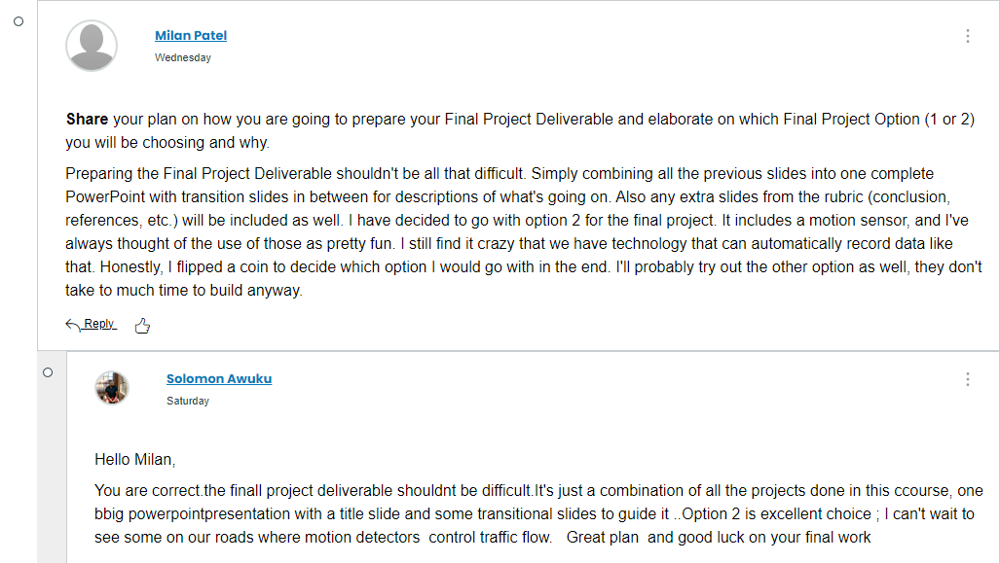 Milan Patel
Wednesday
Share your plan on how you are going to prepare your Final Project Deliverable and elaborate on which Final Project Option (1 or 2)
you will be choosing and why.
Preparing the Final Project Deliverable shouldn't be all that difficult. Simply combining all the previous slides into one complete
PowerPoint with transition slides in between for descriptions of what's going on. Also any extra slides from the rubric (conclusion,
references, etc.) will be included as well. I have decided to go with option 2 for the final project. It includes a motion sensor, and I've
always thought of the use of those as pretty fun. I still find it crazy that we have technology that can automatically record data like
that. Honestly, I flipped a coin to decide which option I would go with in the end. I'll probably try out the other option as well, they don't
take to much time to build anyway.
Reply
Solomon Awuku
Saturday
Hello Milan,
You are correct.the finall project deliverable shouldnt be difficult.It's just a combination of all the projects done in this ccourse, one
bbig powerpointpresentation with a title slide and some transitional slides to guide it ..Option 2 is excellent choice ; I can't wait to
see some on our roads where motion detectors  control traffic flow.   Great plan  and good luck on your final work